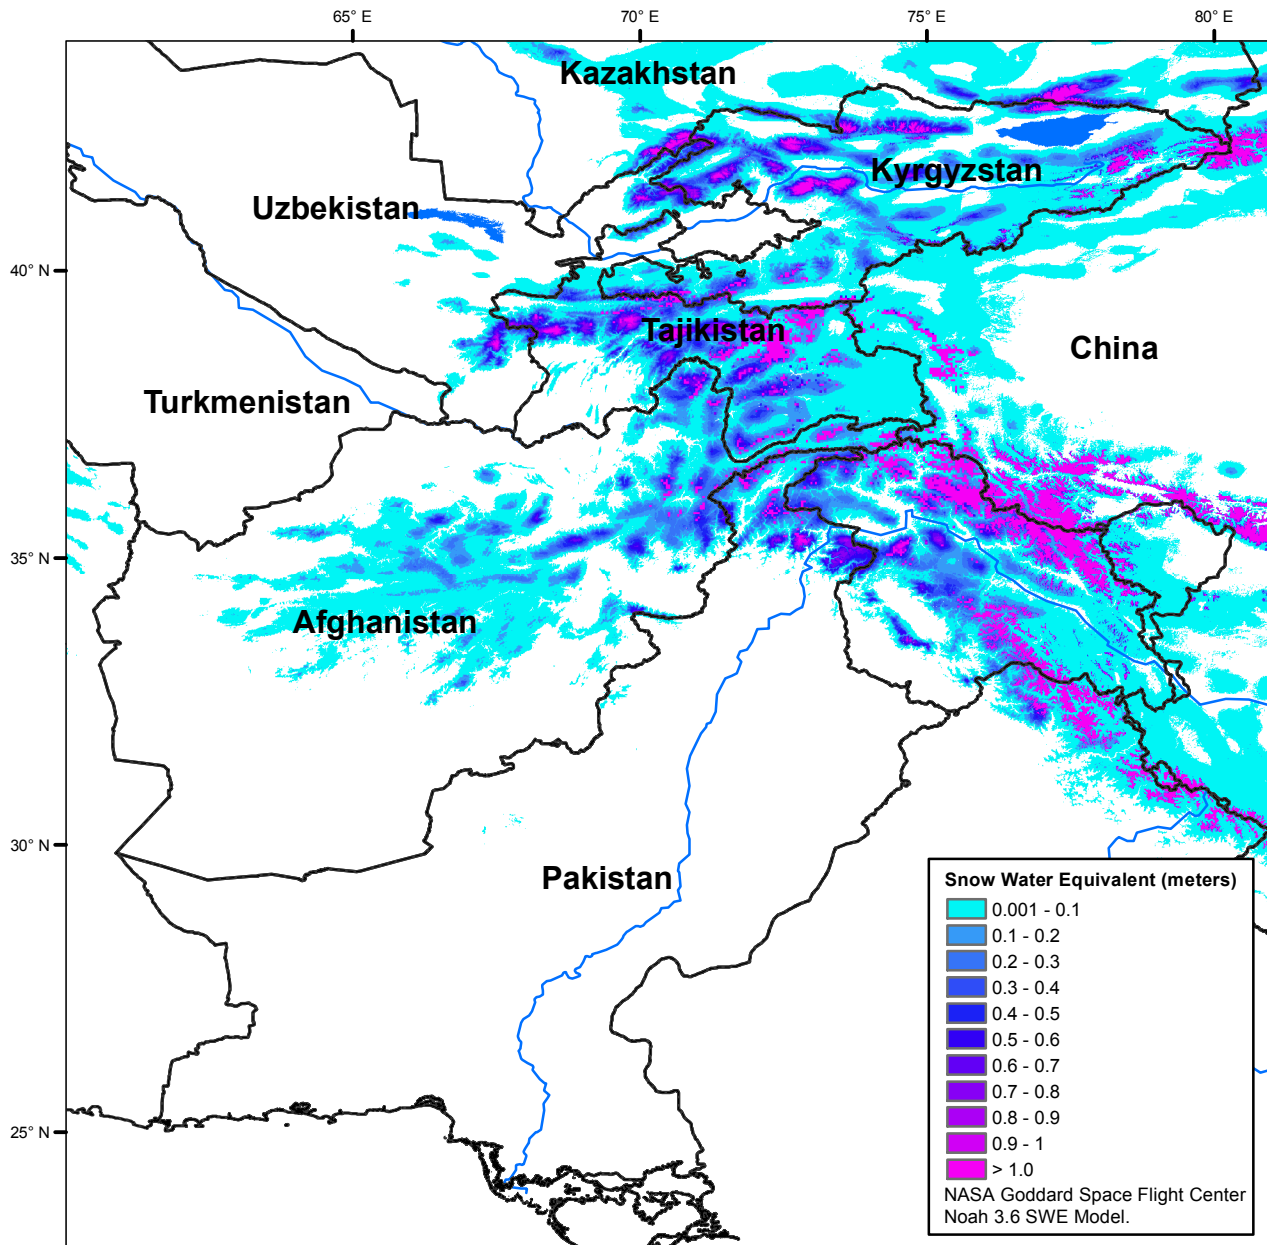 65° E
70° E
75° E
80° E
Kazakhstan
Kyrgyzstan
Uzbekistan
40° N
Tajikistan
China
Turkmenistan
35° N
Afghanistan
30° N
Pakistan
25° N
Snow Water Equivalent (meters)
0.001 - 0.1
0.1 - 0.2
0.2 - 0.3
0.3 - 0.4
0.4 - 0.5
0.5 - 0.6
0.6 - 0.7
0.7 - 0.8
0.8 - 0.9
0.9 - 1
> 1.0
NASA Goddard Space Flight Center
Noah 3.6 SWE Model.